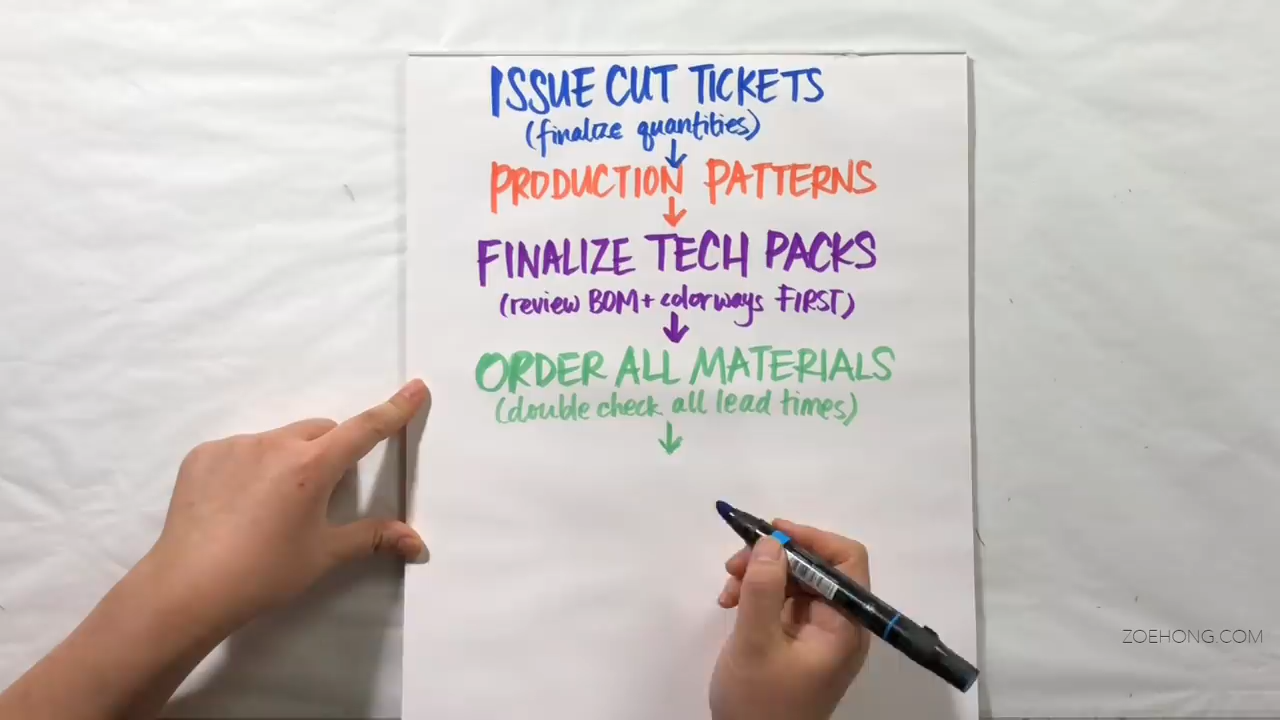 ISSUE CUT TICKETS
(finalize quantities)
↓
PRODUCTION PATTERNS
↓
FINALIZE TECH PACKS
(review BOM + colorways FIRST)
↓
ORDER ALL MATERIALS
(double check all lead times)
↓
ZOEHONG.COM